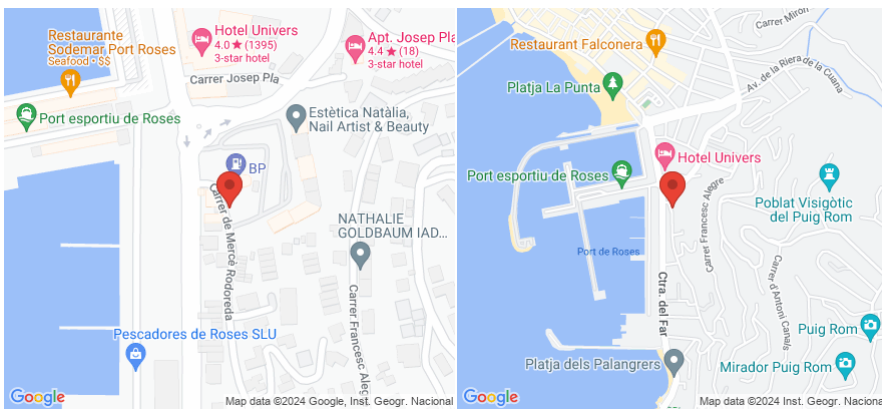 Hotel Univers
4.0 ★ (1395)
3-star hotel
Restaurante
Sodemar Port Roses
Seafood • $$
Apt. Josep Pla
4.4 ★ (18)
3-star hotel
Carrer Josep Pla
Port esportiu de Roses
Estètica Natàlia,
Nail Artist & Beauty
BP
Carrer de Mercè Rodoreda
NATHALIE
GOLDBAUM IAD...
Carrer Francesc Aleg
Pescadores de Roses SLU
Google
Map data ©2024 Google, Inst. Geogr. Nacional
Carrer Miron
Restaurant Falconera
Platja La Punta
Av. de la Riera de la Cuana
Hotel Univers
Port esportiu de Roses
Carrer Francesc Alegre
Poblat Visigòtic
del Puig Rom
Port de Roses
Ctra. del Far
Carrer d'Antoni Canals
Puig Rom
Platja dels Palangrers
Mirador Puig Rom
Google
Map data ©2024 Google, Inst. Geogr. Naciona